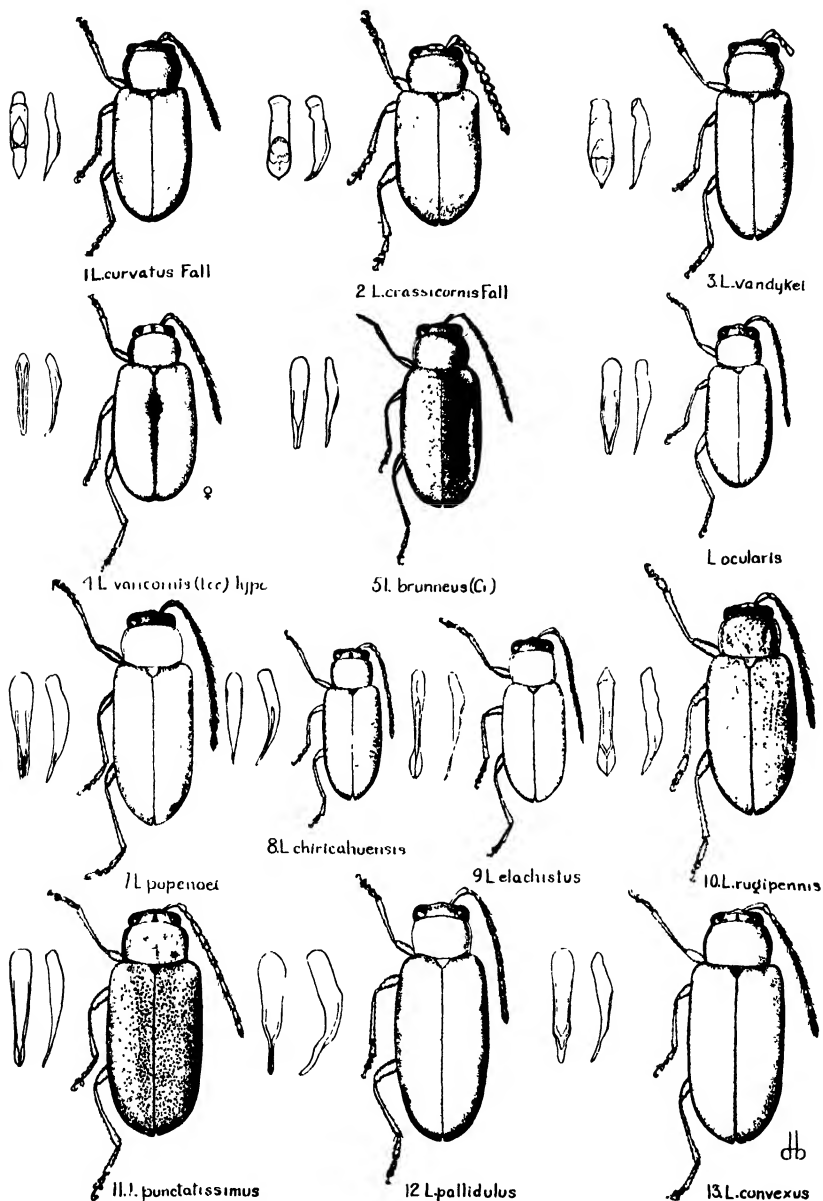 1 L.curvatus Fall
2 L.crassicornis Fall
3. L.vandykei
♀
4. L varicornis (Lec) type
5 L. brunneus (Cr)
L ocularis
7 L popenoei
8. L chiricahuensis
9 L elachistus
10. L.rugipennis
11. L. punctatissimus
12 L.pallidulus
13. L.convexus
db